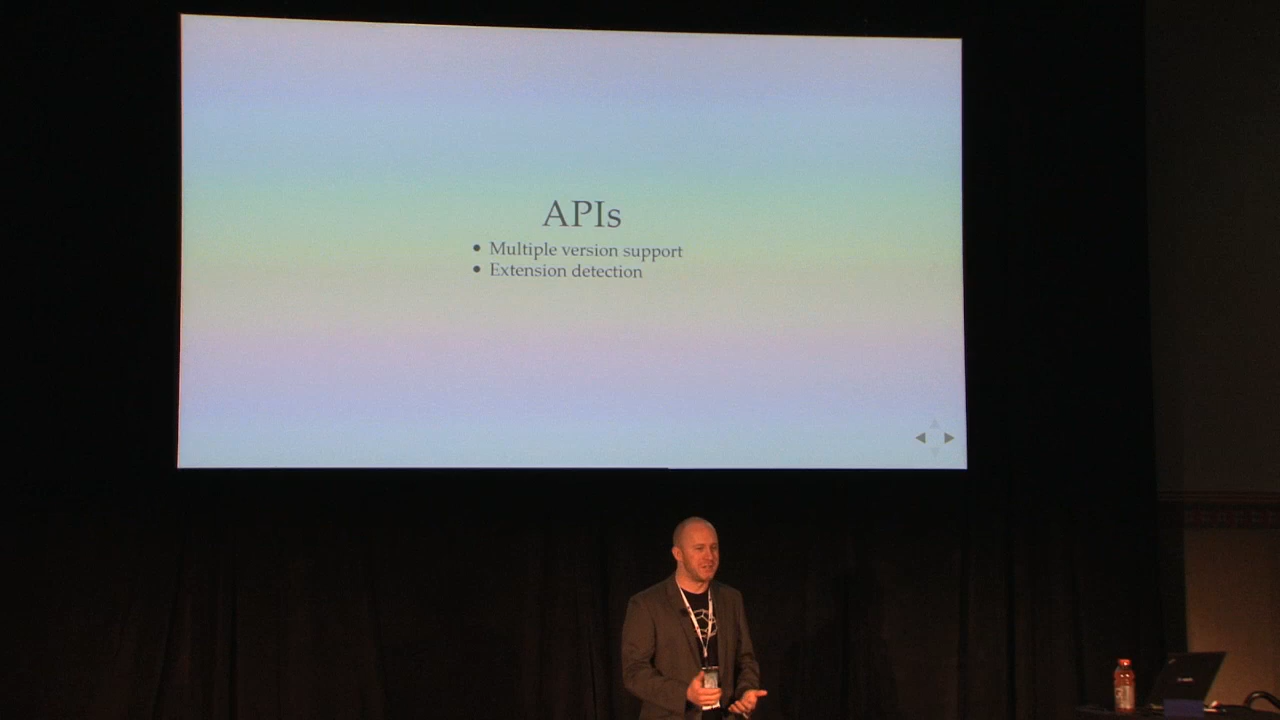 APIs
• Multiple version support
• Extension detection